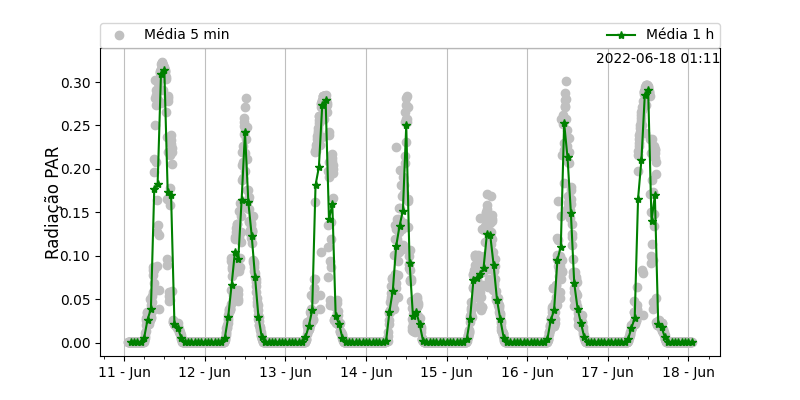 Média 5 min
Média 1 h
2022-06-18 01:11
Radiação PAR
0.30
0.25
0.20
0.15
0.10
0.05
0.00
11 - Jun
12 - Jun
13 - Jun
14 - Jun
15 - Jun
16 - Jun
17 - Jun
18 - Jun